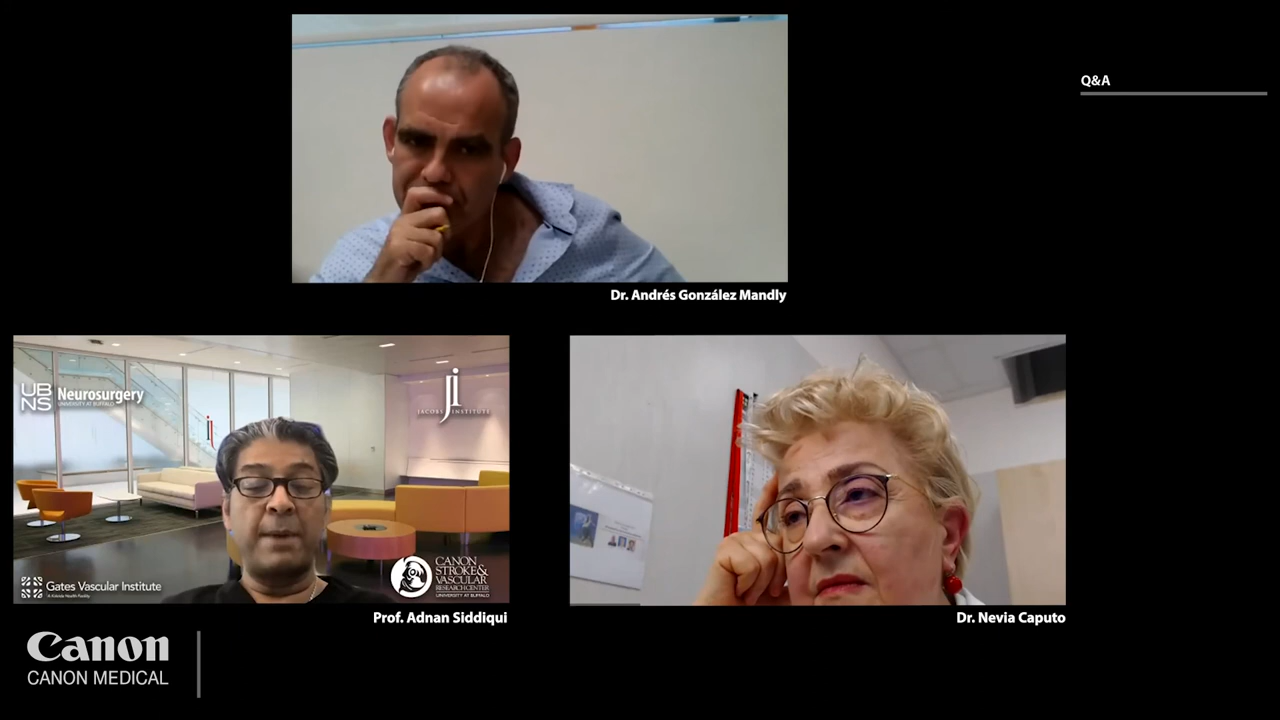 Q&A
Dr. Andrés González Mandly
UB
NS
Neurosurgery
UNIVERSITY AT BUFFALO
ji
JACOBS INSTITUTE
Gates Vascular Institute
A Kaleida Health Facility
CANON
STROKE &
VASCULAR
RESEARCH CENTER
UNIVERSITY AT BUFFALO
Prof. Adnan Siddiqui
Dr. Nevia Caputo
Canon
CANON MEDICAL